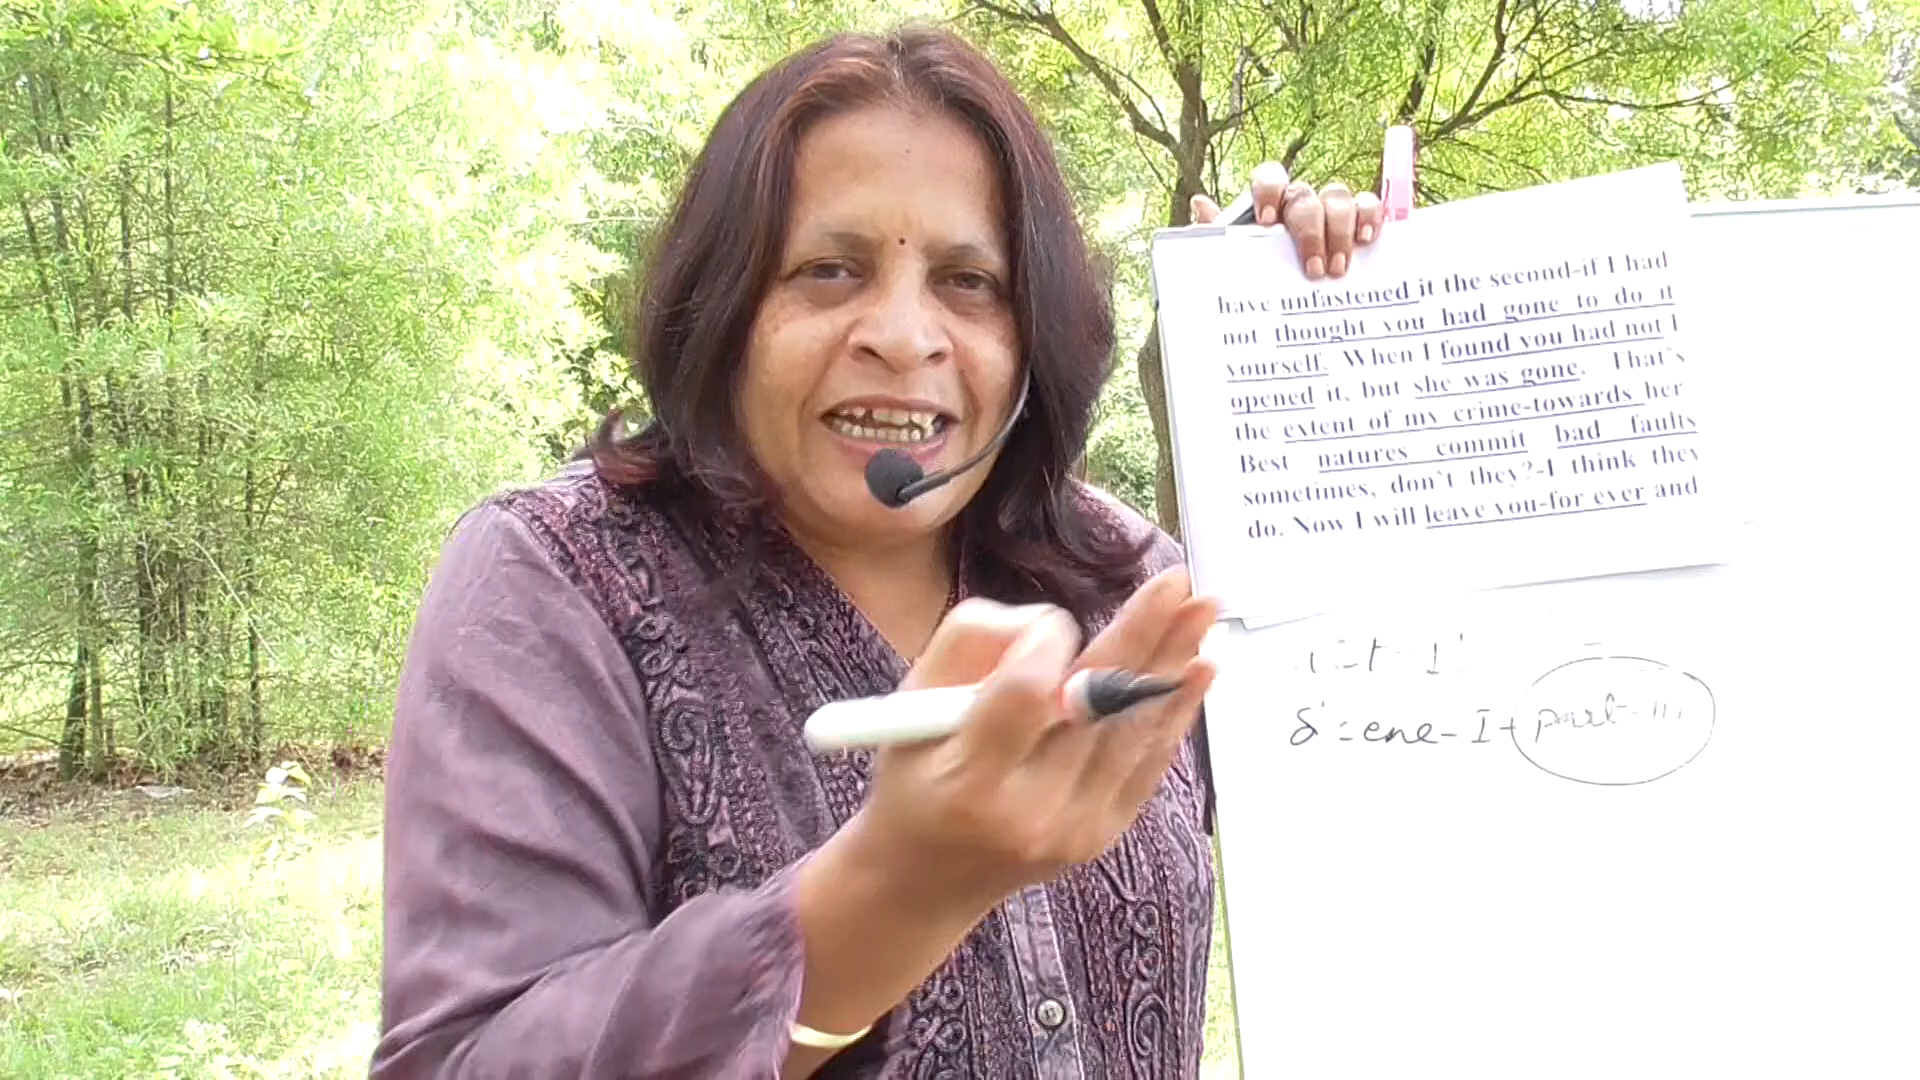 have unfastened it the second-if I had
not thought you had gone to do it
yourself. When I found you had not I
opened it, but she was gone. That's
the extent of my crime-towards her
Best natures commit bad faults
sometimes, don't they?-I think they
do. Now I will leave you-for ever and
Scene-I- part-III